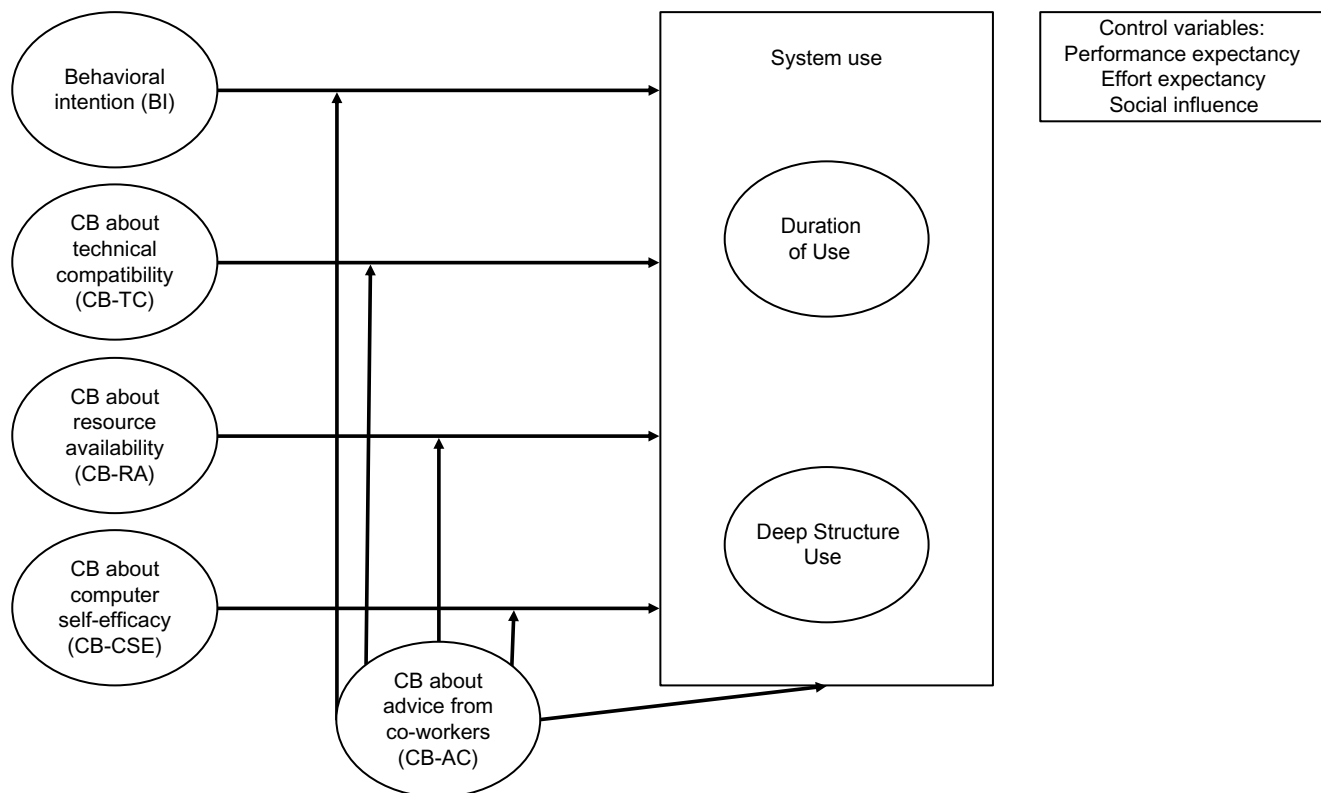 Behavioral
intention (BI)
CB about
technical
compatibility
(CB-TC)
CB about
resource
availability
(CB-RA)
CB about
computer
self-efficacy
(CB-CSE)
CB about
advice from
co-workers
(CB-AC)
System use
Duration
of Use
Deep Structure
Use
Control variables:
Performance expectancy
Effort expectancy
Social influence